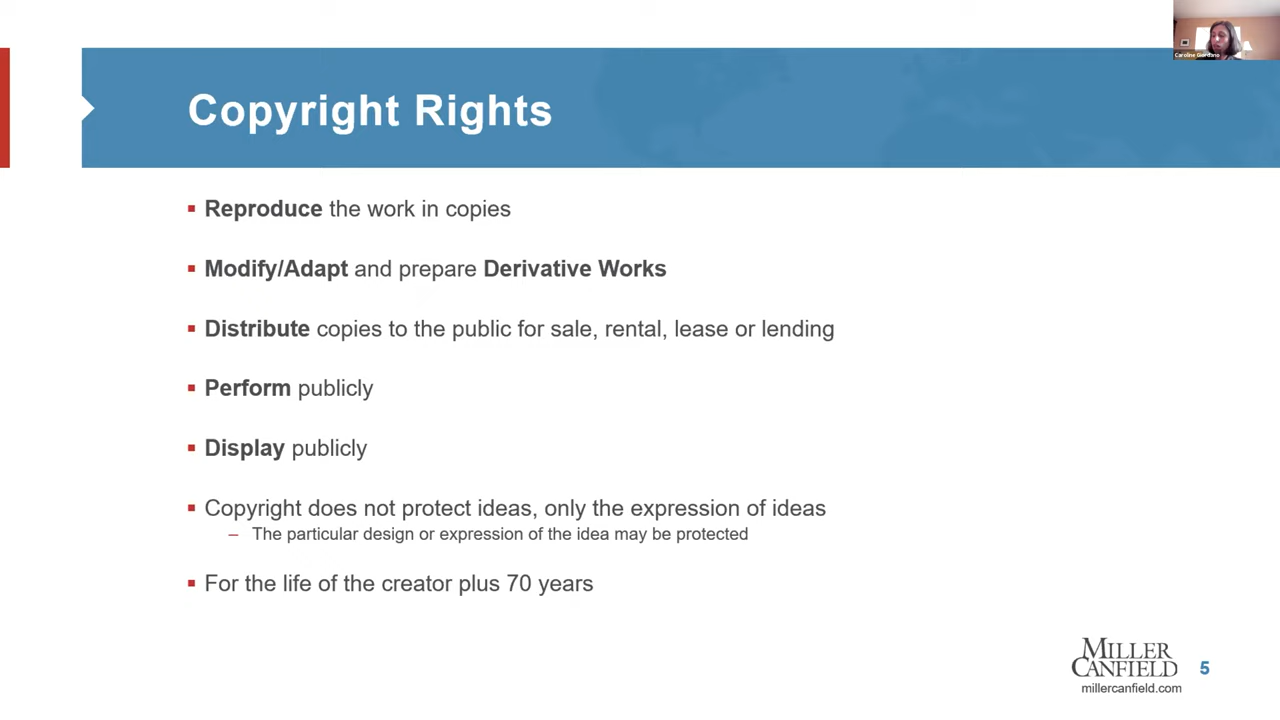 Caroline Giordano
Copyright Rights
Reproduce the work in copies
Modify/Adapt and prepare Derivative Works
Distribute copies to the public for sale, rental, lease or lending
Perform publicly
Display publicly
Copyright does not protect ideas, only the expression of ideas
– The particular design or expression of the idea may be protected
For the life of the creator plus 70 years
MILLER
CANFIELD
millercanfield.com
5